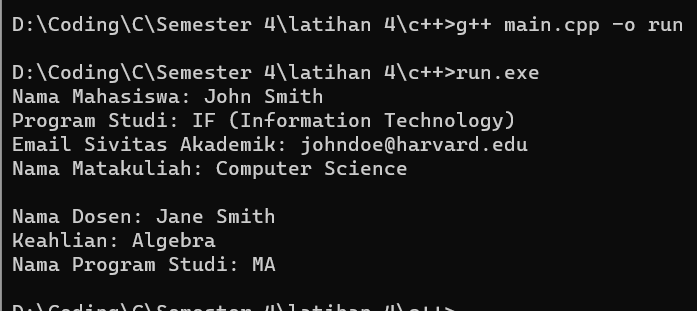 D:\Coding\C\Semester 4\latihan 4\c++>g++ main.cpp -o run
D:\Coding\C\Semester 4\latihan 4\c++>run.exe
Nama Mahasiswa: John Smith
Program Studi: IF (Information Technology)
Email Sivitas Akademik: johndoe@harvard.edu
Nama Matakuliah: Computer Science
Nama Dosen: Jane Smith
Keahlian: Algebra
Nama Program Studi: MA
D:\Coding\C\Semester 4\latihan 4\c++>